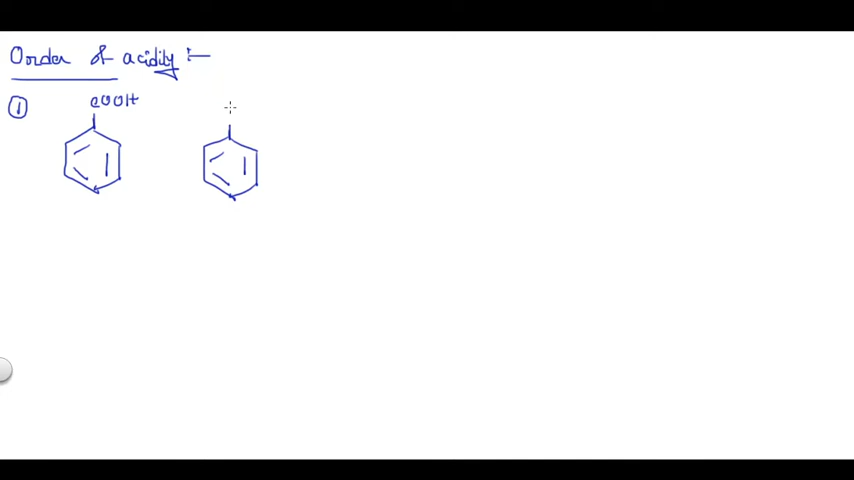 Order of acidity :-
① COOH